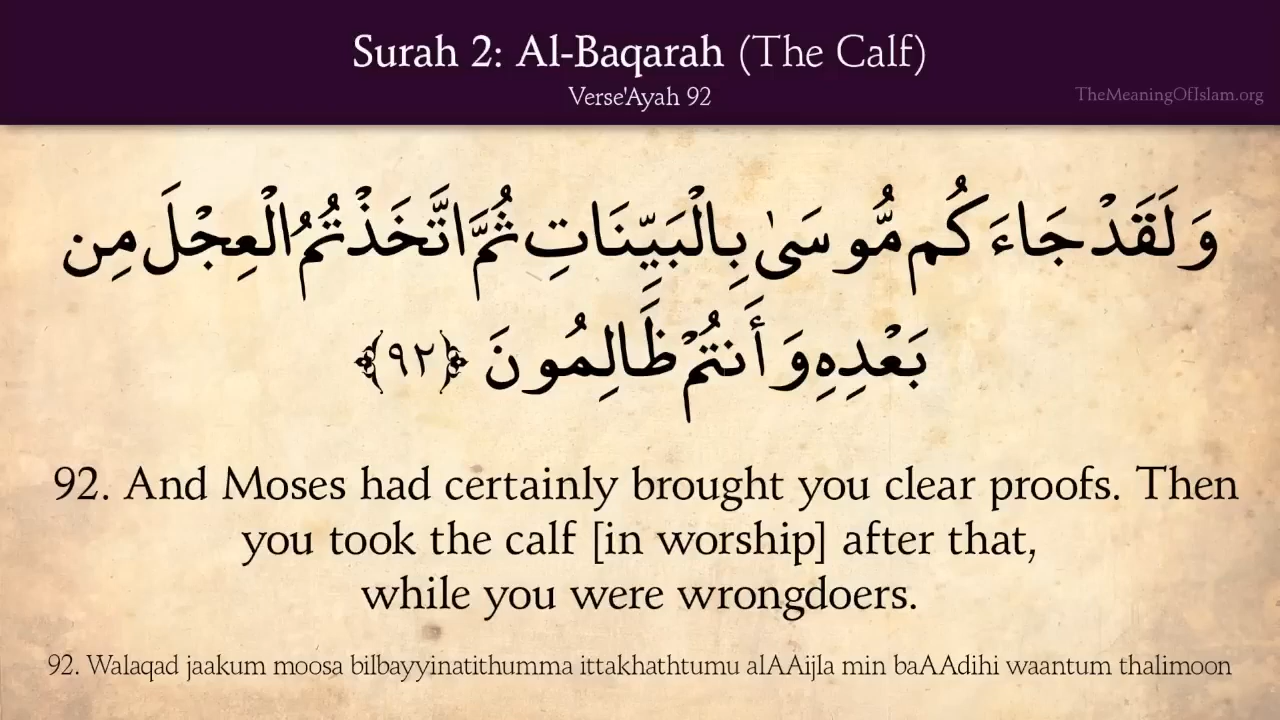 Surah 2: Al-Baqarah (The Calf)
Verse'Ayah 92
TheMeaningOfIslam.org
وَلَقَدْ جَاءَكُم مُّوسَىٰ بِالْبَيِّنَاتِ ثُمَّ اتَّخَذْتُمُ الْعِجْلَ مِن
بَعْدِهِ وَأَنتُمْ ظَالِمُونَ ﴿٩٢﴾
92. And Moses had certainly brought you clear proofs. Then
you took the calf [in worship] after that,
while you were wrongdoers.
92. Walaqad jaakum moosa bilbayyinatithumma ittakhathtumu alAAijla min baAAdihi waantum thalimoon